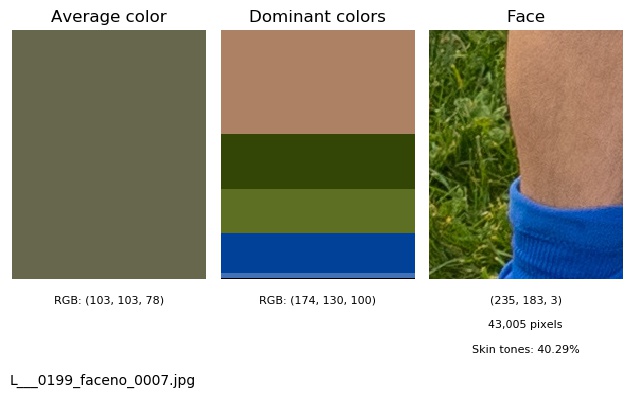 Average color
Dominant colors
Face
RGB: (103, 103, 78)
RGB: (174, 130, 100)
(235, 183, 3)
43,005 pixels
Skin tones: 40.29%
L___0199_faceno_0007.jpg